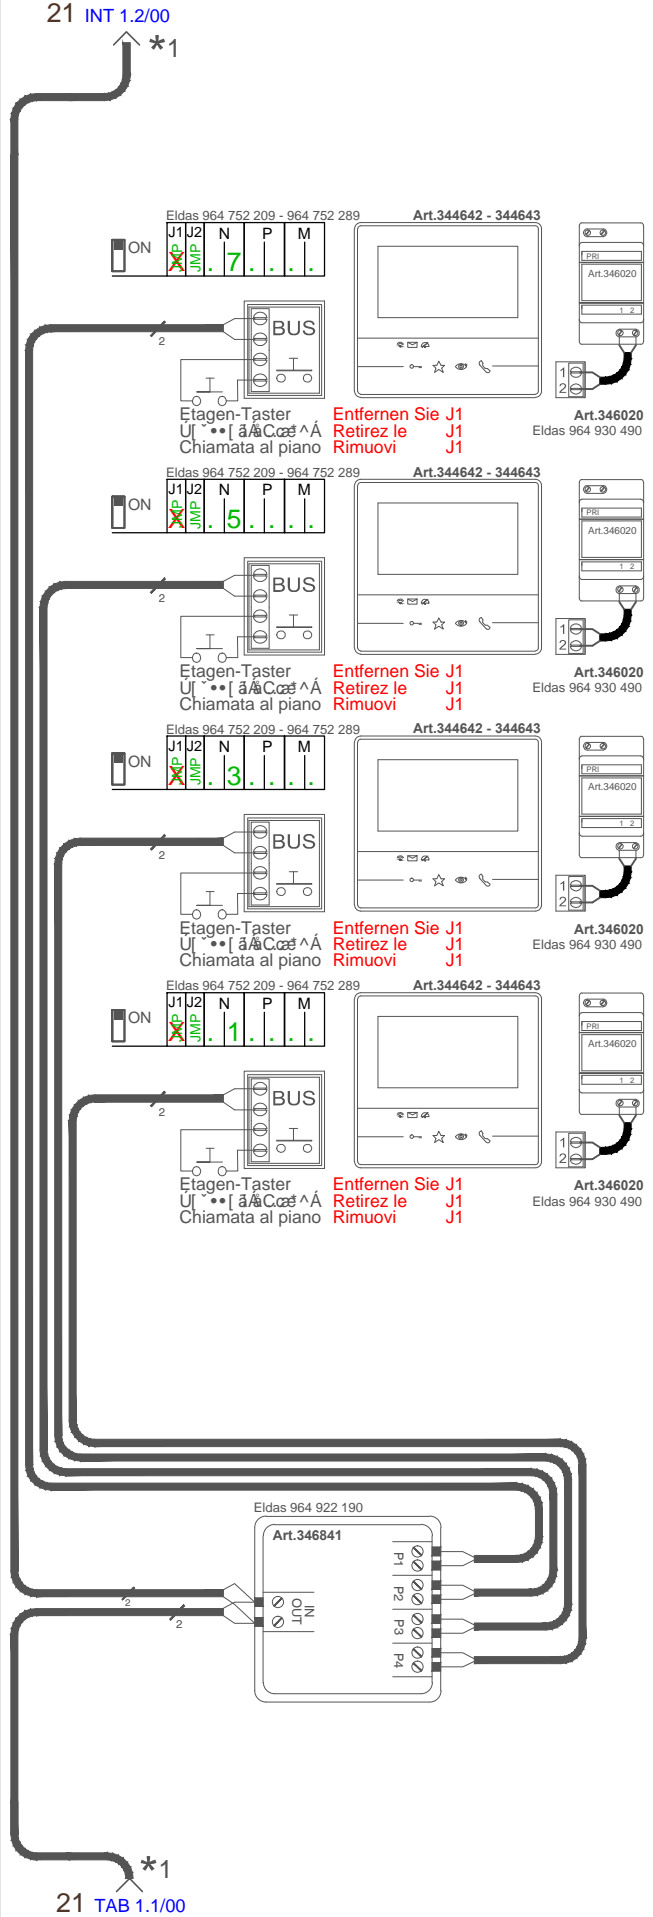 21 INT 1.2/00
*1
Eldas 964 752 209 - 964 752 289
Art.344642 - 344643
ON
J1 J2 N P M
JMP JMP . 7 . . . .
PRI
Art.346020
1 2
BUS
2
1
2
Etagen-Taster
Entfernen Sie J1
Art.346020
Retirez le J1
Eldas 964 930 490
Chiamata al piano
Rimuovi J1
Eldas 964 752 209 - 964 752 289
Art.344642 - 344643
ON
J1 J2 N P M
JMP JMP . 5 . . . .
PRI
Art.346020
1 2
BUS
2
1
2
Etagen-Taster
Entfernen Sie J1
Art.346020
Retirez le J1
Eldas 964 930 490
Chiamata al piano
Rimuovi J1
Eldas 964 752 209 - 964 752 289
Art.344642 - 344643
ON
J1 J2 N P M
JMP JMP . 3 . . . .
PRI
Art.346020
1 2
BUS
2
1
2
Etagen-Taster
Entfernen Sie J1
Art.346020
Retirez le J1
Eldas 964 930 490
Chiamata al piano
Rimuovi J1
Eldas 964 752 209 - 964 752 289
Art.344642 - 344643
ON
J1 J2 N P M
JMP JMP . 1 . . . .
PRI
Art.346020
1 2
BUS
2
1
2
Etagen-Taster
Entfernen Sie J1
Art.346020
Retirez le J1
Eldas 964 930 490
Chiamata al piano
Rimuovi J1
Eldas 964 922 190
Art.346841
P1
P2
P3
P4
IN
OUT
2
2
*1
21 TAB 1.1/00